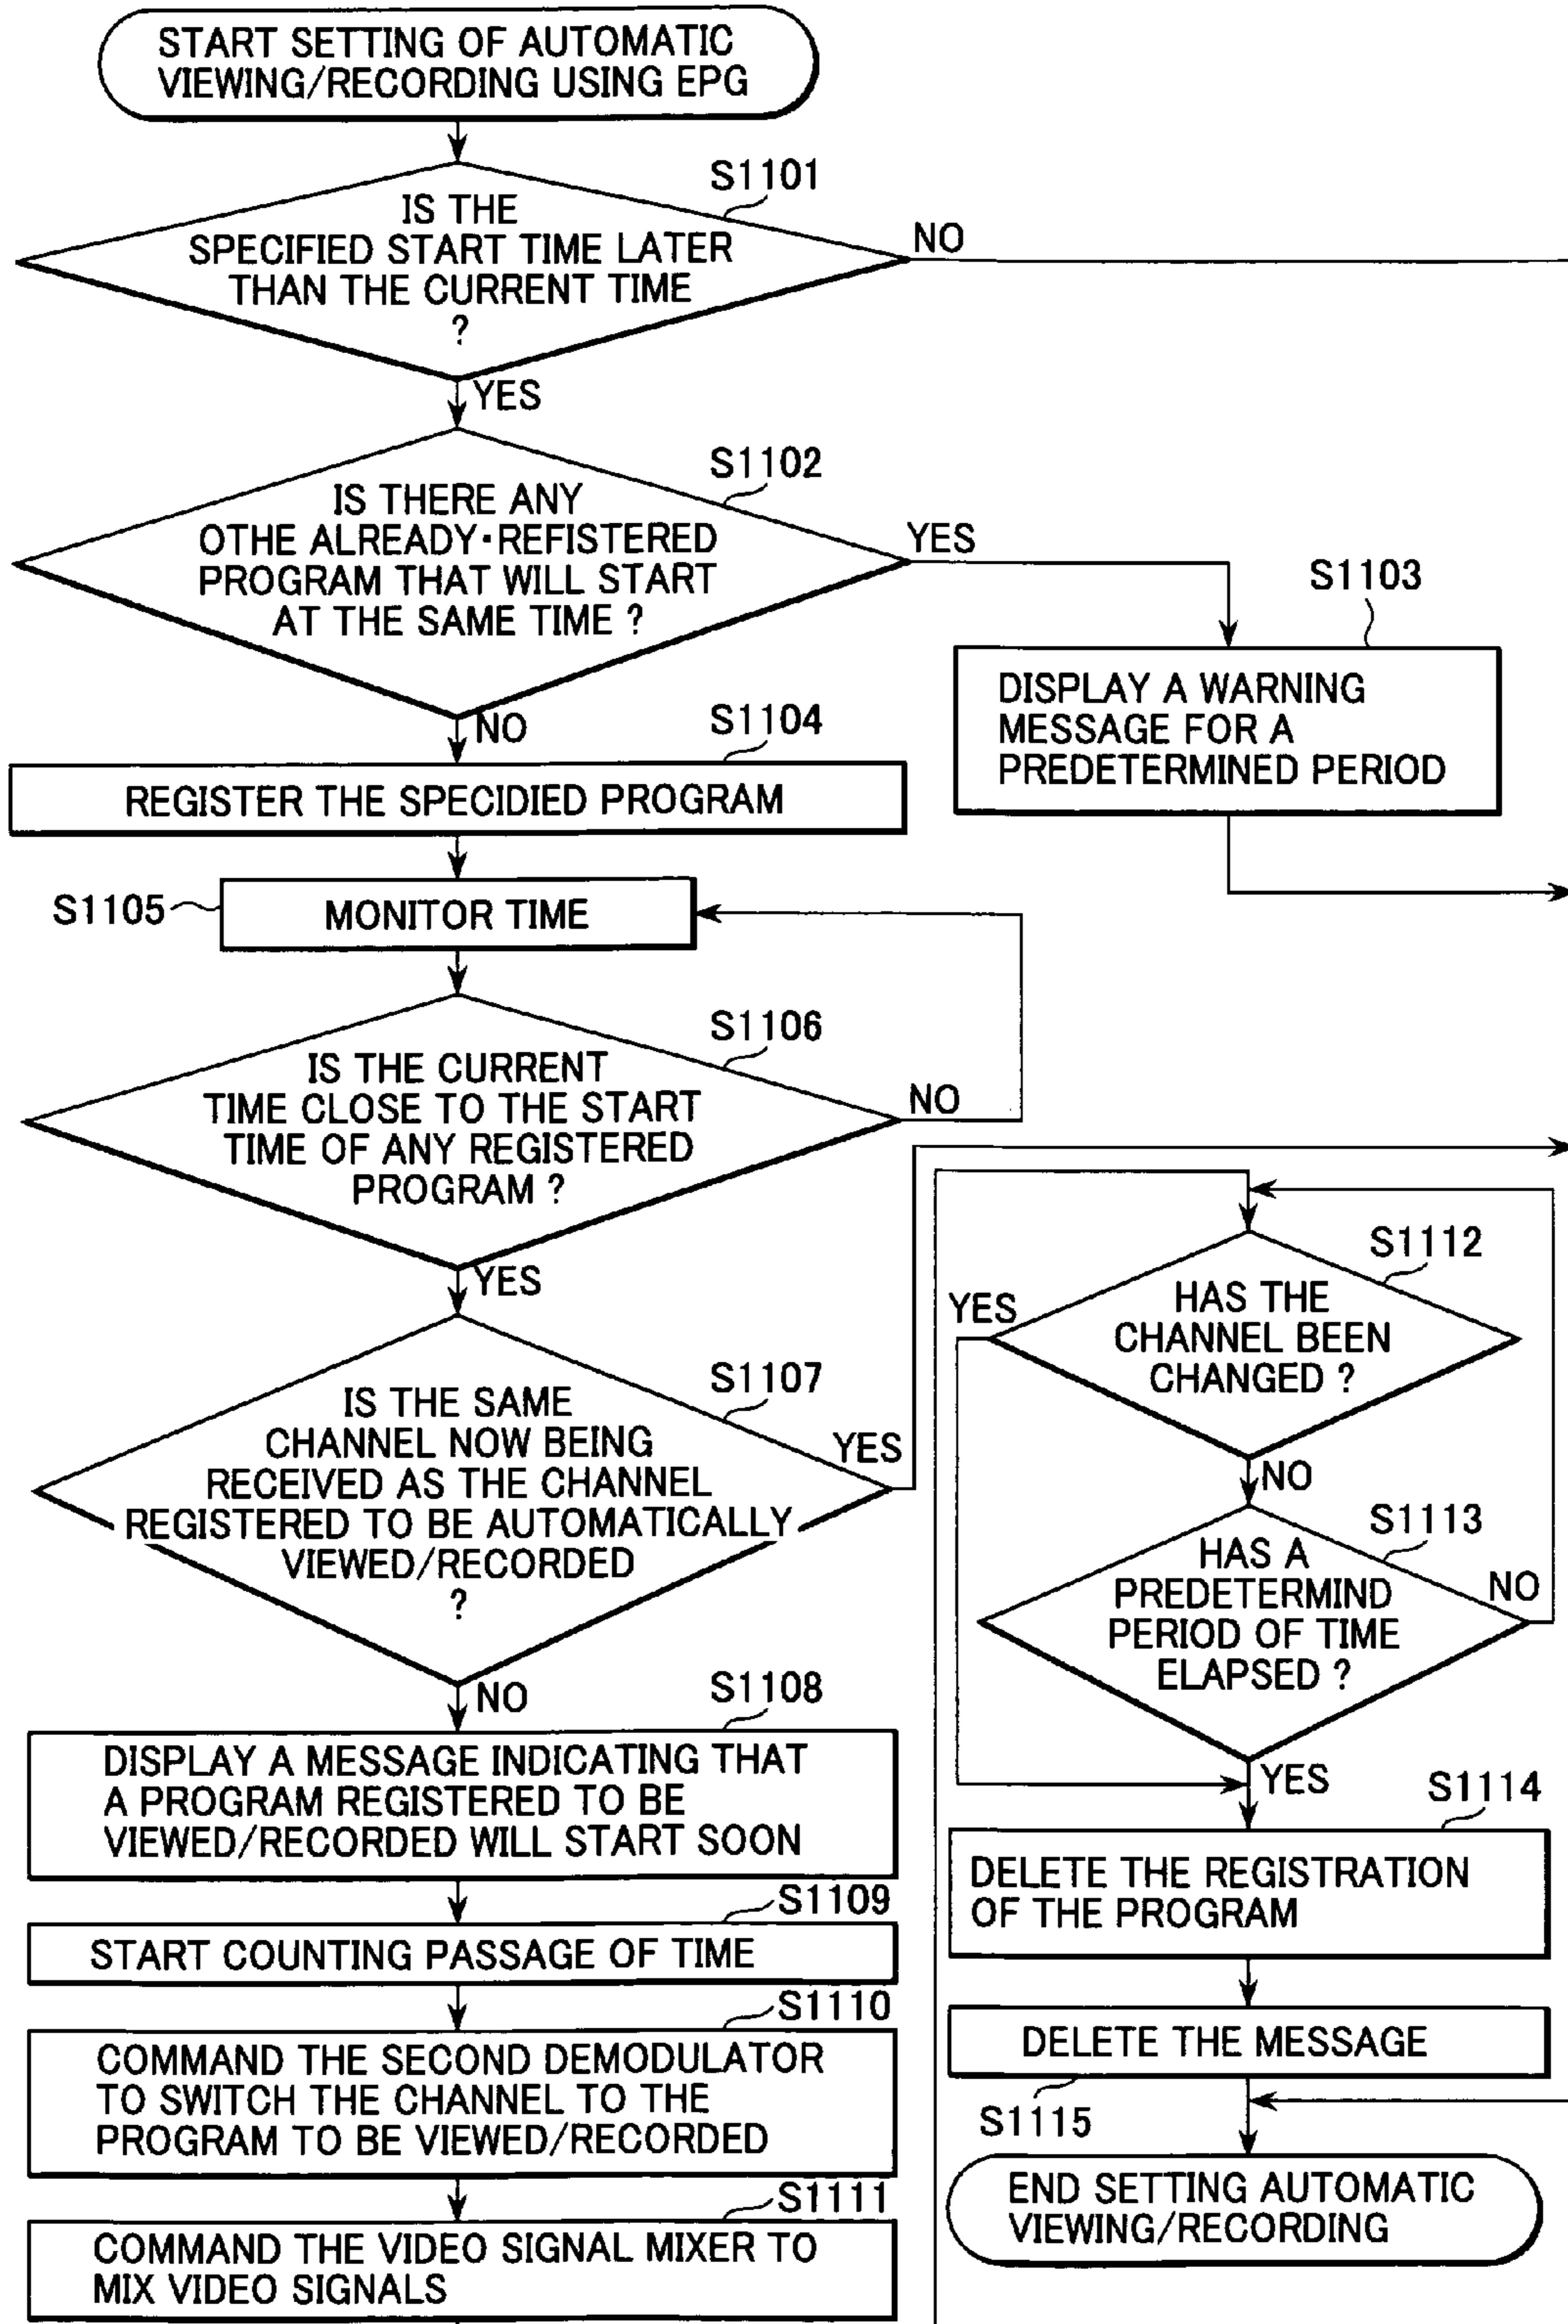 START SETTING OF AUTOMATIC
VIEWING/RECORDING USING EPG
S1101
IS THE
SPECIFIED START TIME LATER
THAN THE CURRENT TIME
?
NO
YES
S1102
IS THERE ANY
OTHE ALREADY·REFISTERED
PROGRAM THAT WILL START
AT THE SAME TIME ?
YES
NO
S1103
DISPLAY A WARNING
MESSAGE FOR A
PREDETERMINED PERIOD
S1104
REGISTER THE SPECIDIED PROGRAM
S1105
MONITOR TIME
S1106
IS THE CURRENT
TIME CLOSE TO THE START
TIME OF ANY REGISTERED
PROGRAM ?
NO
YES
S1107
IS THE SAME
CHANNEL NOW BEING
RECEIVED AS THE CHANNEL
REGISTERED TO BE AUTOMATICALLY
VIEWED/RECORDED
?
YES
NO
S1108
DISPLAY A MESSAGE INDICATING THAT
A PROGRAM REGISTERED TO BE
VIEWED/RECORDED WILL START SOON
S1109
START COUNTING PASSAGE OF TIME
S1110
COMMAND THE SECOND DEMODULATOR
TO SWITCH THE CHANNEL TO THE
PROGRAM TO BE VIEWED/RECORDED
S1111
COMMAND THE VIDEO SIGNAL MIXER TO
MIX VIDEO SIGNALS
S1112
HAS THE
CHANNEL BEEN
CHANGED ?
YES
NO
S1113
HAS A
PREDETERMIND
PERIOD OF TIME
ELAPSED ?
NO
YES
S1114
DELETE THE REGISTRATION
OF THE PROGRAM
DELETE THE MESSAGE
S1115
END SETTING AUTOMATIC
VIEWING/RECORDING